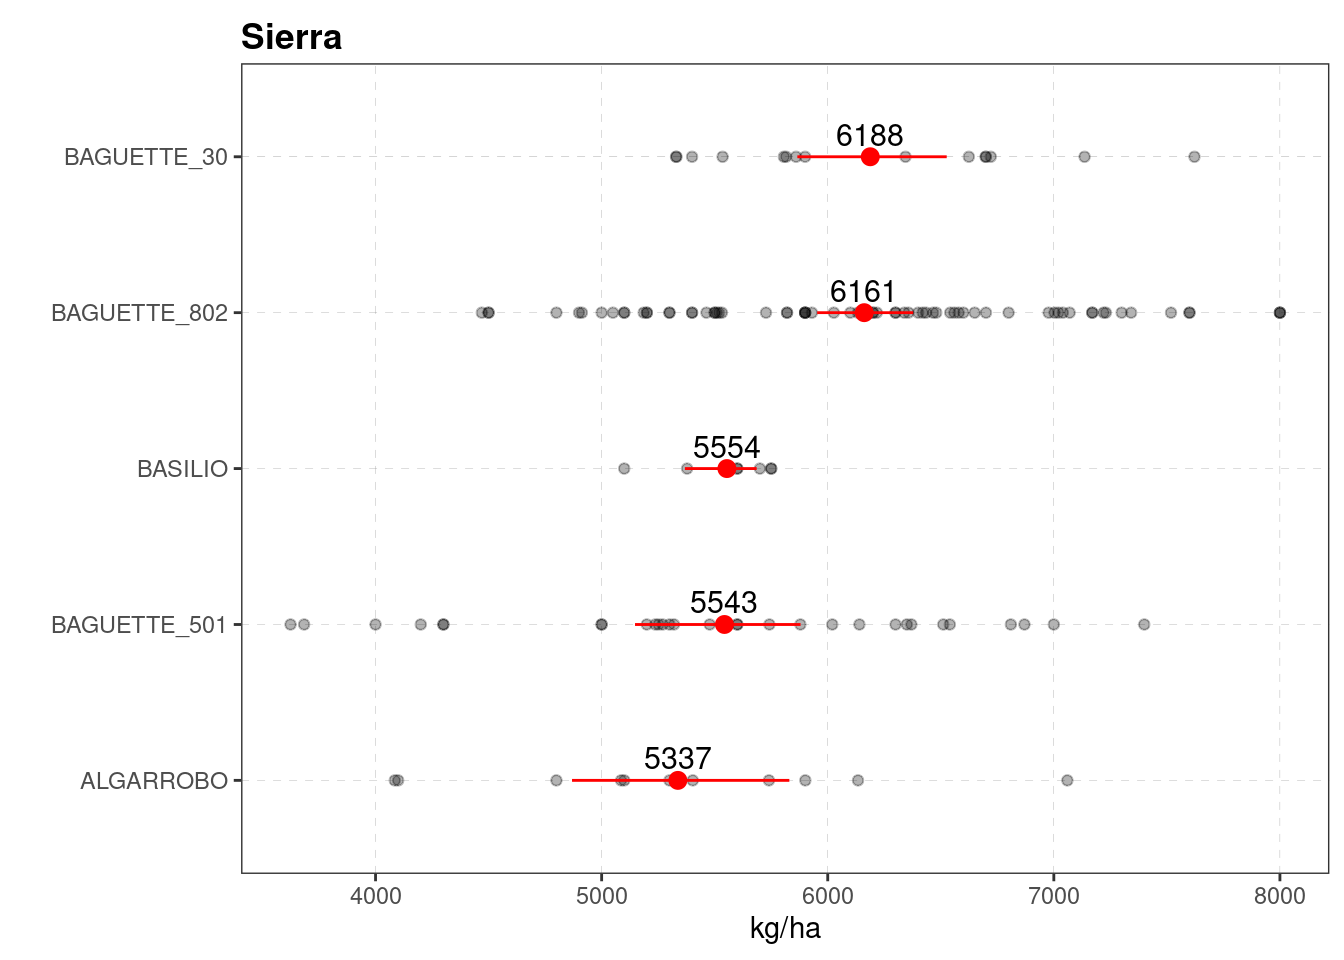 Sierra
BAGUETTE_30
6188
BAGUETTE_802
6161
BASILIO
5554
BAGUETTE_501
5543
ALGARROBO
5337
4000 5000 6000 7000 8000
kg/ha